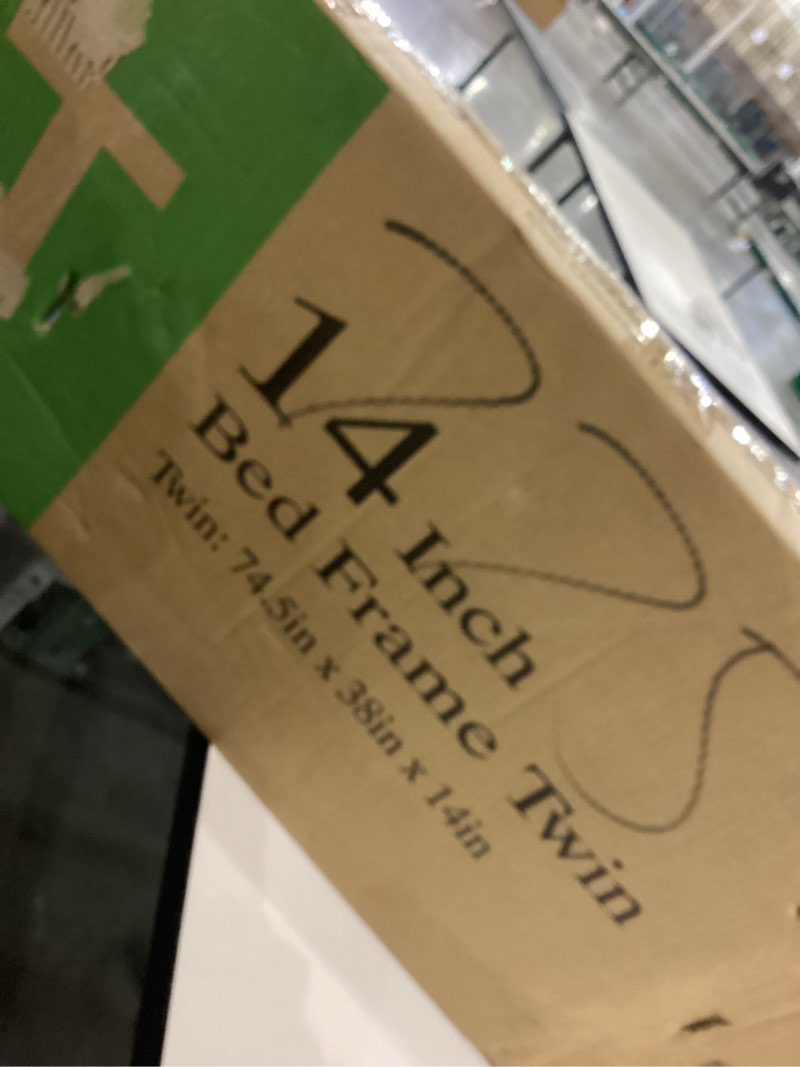 14 Inch
Bed Frame Twin
Twin: 74.5in x 38in x 14in